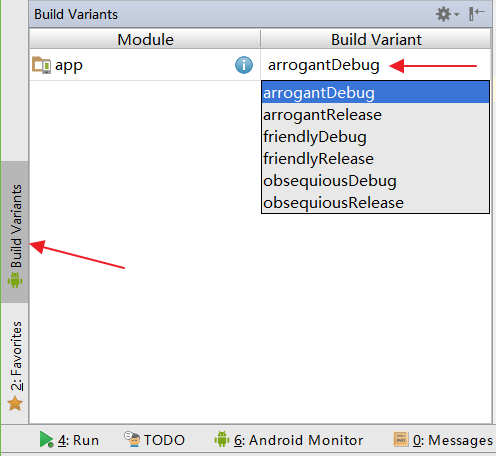 Build Variants
Module Build Variant
app arrogantDebug
arrogantDebug
arrogantRelease
friendlyDebug
friendlyRelease
obsequiousDebug
obsequiousRelease
Build Variants
2: Favorites
4: Run TODO 6: Android Monitor 0: Messages